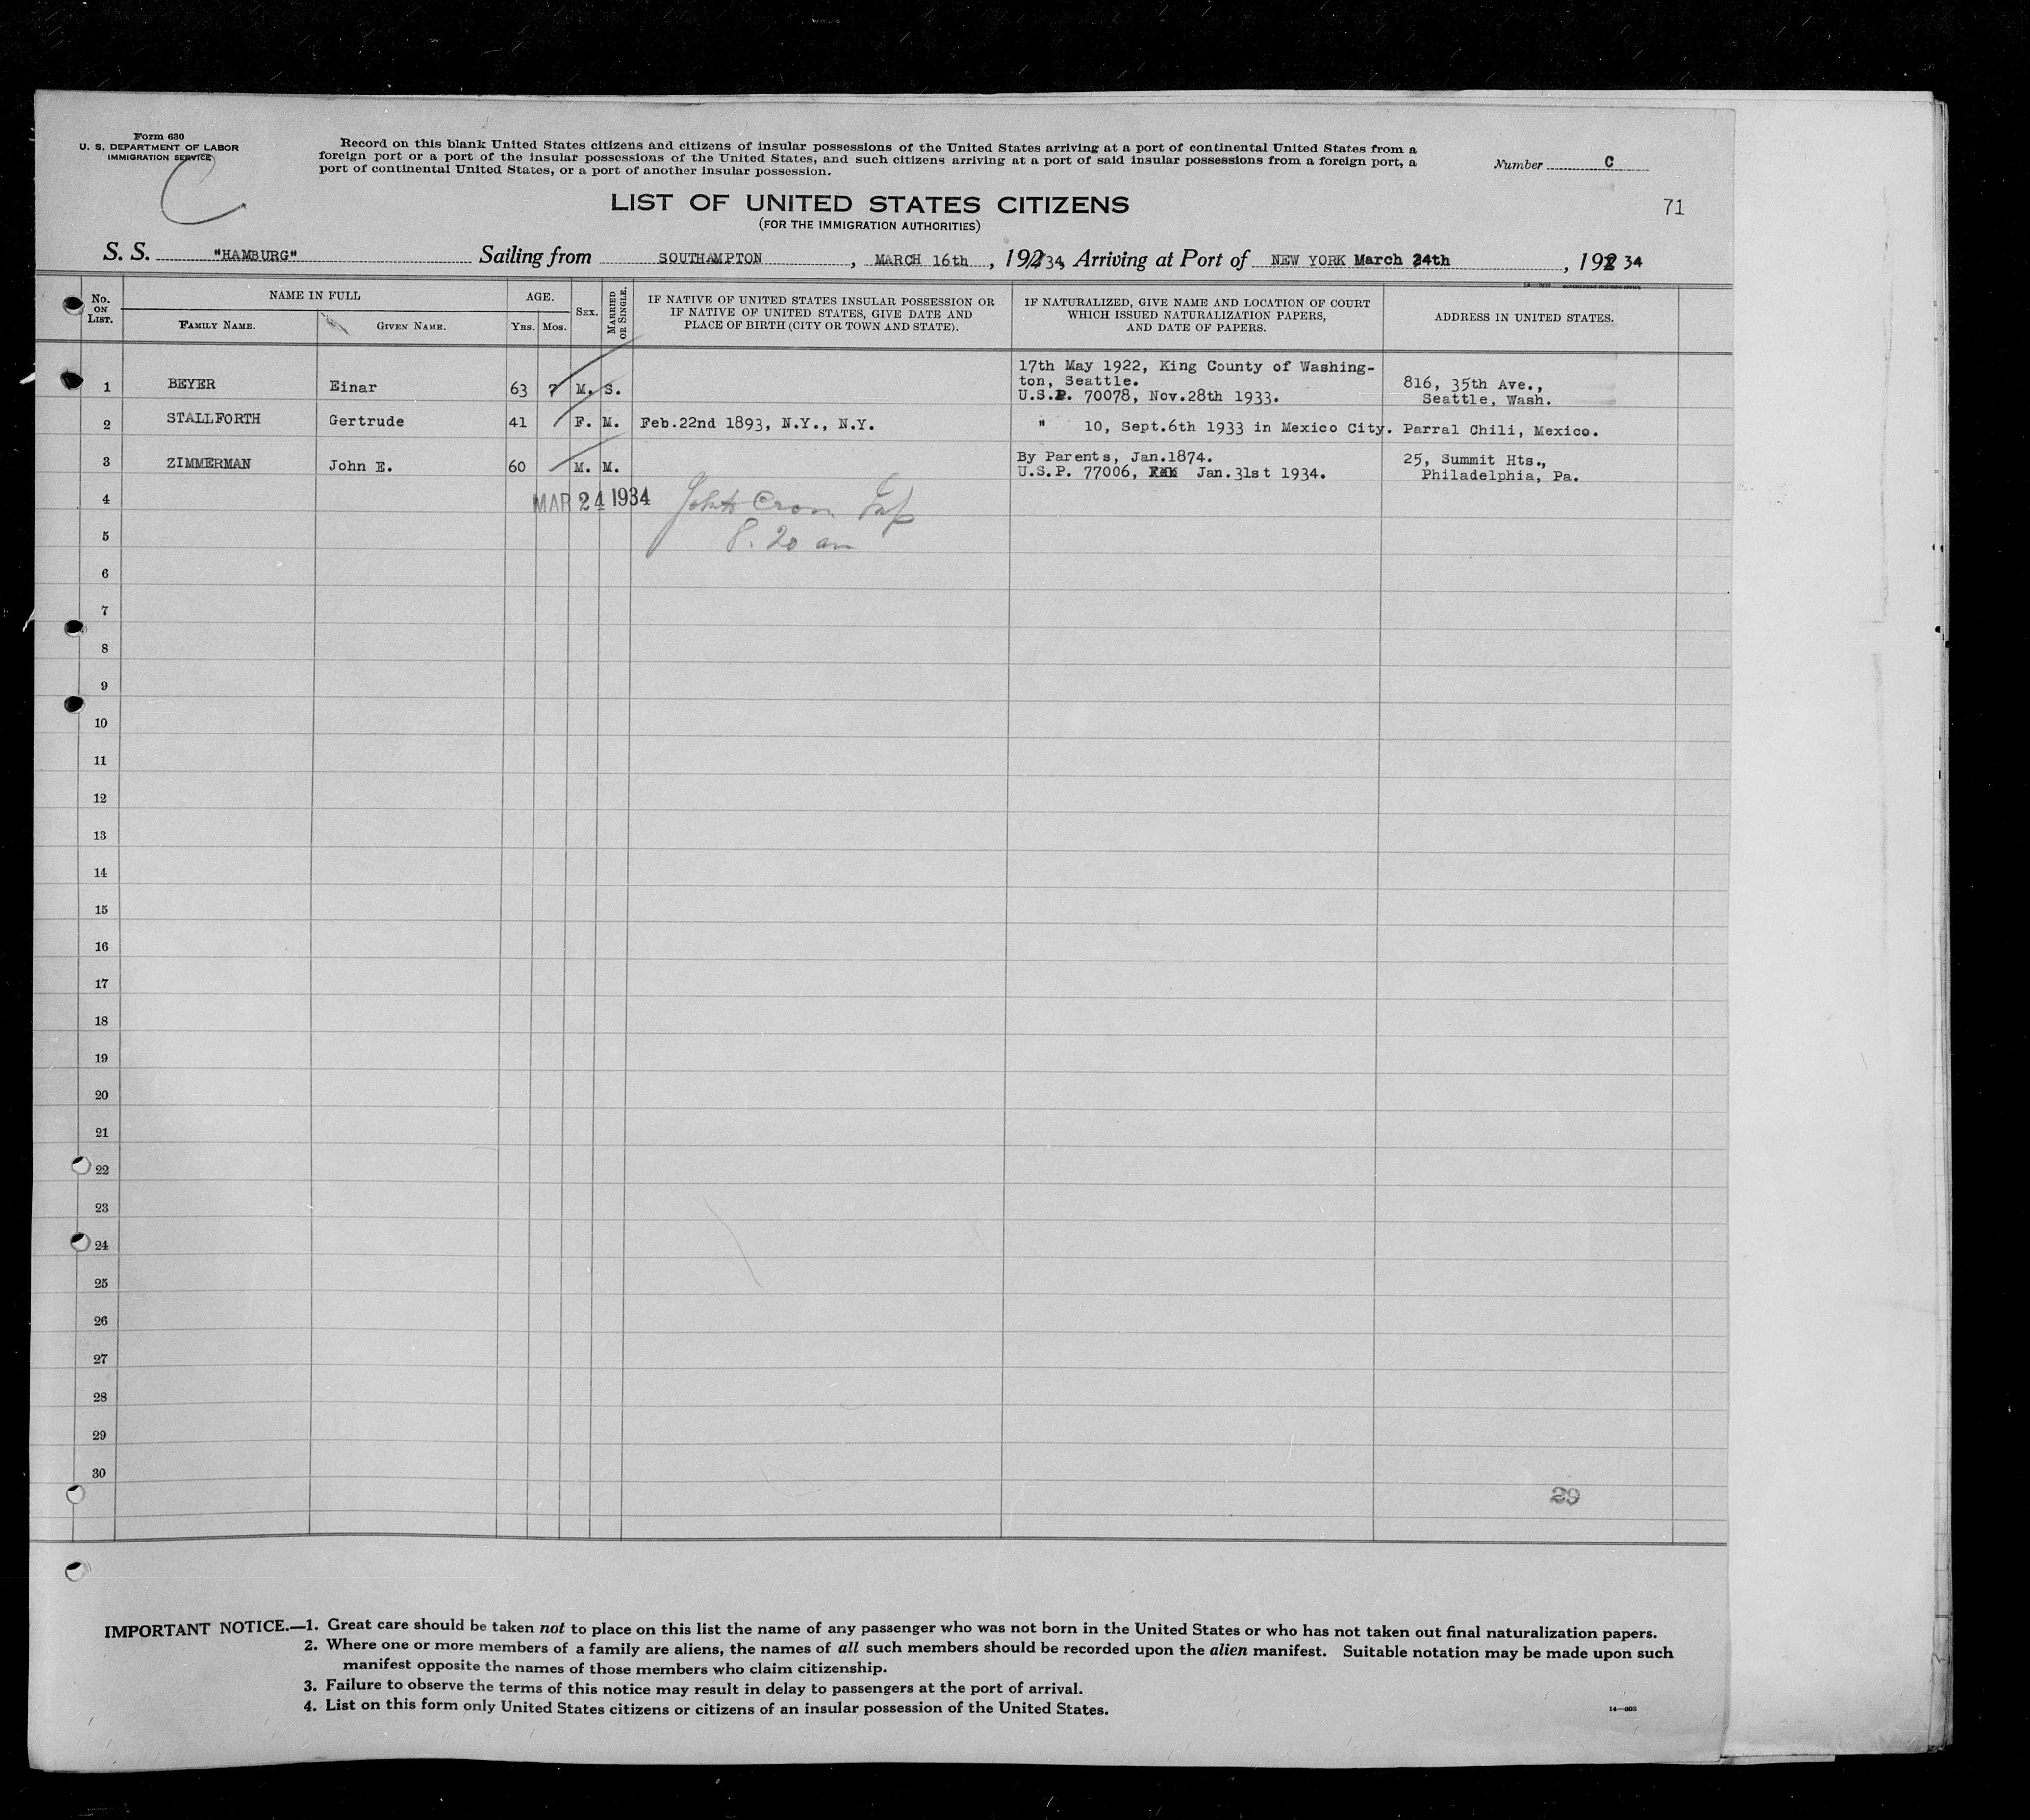 Form 630
U. S. DEPARTMENT OF LABOR
IMMIGRATION SERVICE
C
Record on this blank United States citizens and citizens of insular possessions of the United States arriving at a port of continental United States from a
foreign port or a port of the insular possessions of the United States, and such citizens arriving at a port of said insular possessions from a foreign port, a
port of continental United States, or a port of another insular possession.
Number C
LIST OF UNITED STATES CITIZENS
(FOR THE IMMIGRATION AUTHORITIES)
71
S. S. "HAMBURG" Sailing from SOUTHAMPTON, MARCH 16th, 19234, Arriving at Port of NEW YORK March 24th, 192 34
No. ON LIST.
NAME IN FULL
FAMILY NAME. GIVEN NAME.
AGE.
YRS. MOS.
SEX.
MARRIED OR SINGLE.
IF NATIVE OF UNITED STATES INSULAR POSSESSION OR
IF NATIVE OF UNITED STATES, GIVE DATE AND
PLACE OF BIRTH (CITY OR TOWN AND STATE).
IF NATURALIZED, GIVE NAME AND LOCATION OF COURT
WHICH ISSUED NATURALIZATION PAPERS,
AND DATE OF PAPERS.
ADDRESS IN UNITED STATES.
17th May 1922, King County of Washing-
ton, Seattle.
1 BEYER Einar 63 7 M. S. U.S.P. 70078, Nov.28th 1933. 816, 35th Ave.,
Seattle, Wash.
2 STALLFORTH Gertrude 41 F. M. Feb.22nd 1893, N.Y., N.Y. " 10, Sept.6th 1933 in Mexico City. Parral Chili, Mexico.
3 ZIMMERMAN John E. 60 M. M. By Parents, Jan.1874. 25, Summit Hts.,
U.S.P. 77006, Jan.31st 1934. Philadelphia, Pa.
4 MAR 24 1934
5 8.20 am
6
7
8
9
10
11
12
13
14
15
16
17
18
19
20
21
22
23
24
25
26
27
28
29
30
29
IMPORTANT NOTICE.—1. Great care should be taken not to place on this list the name of any passenger who was not born in the United States or who has not taken out final naturalization papers.
2. Where one or more members of a family are aliens, the names of all such members should be recorded upon the alien manifest. Suitable notation may be made upon such
manifest opposite the names of those members who claim citizenship.
3. Failure to observe the terms of this notice may result in delay to passengers at the port of arrival.
4. List on this form only United States citizens or citizens of an insular possession of the United States.